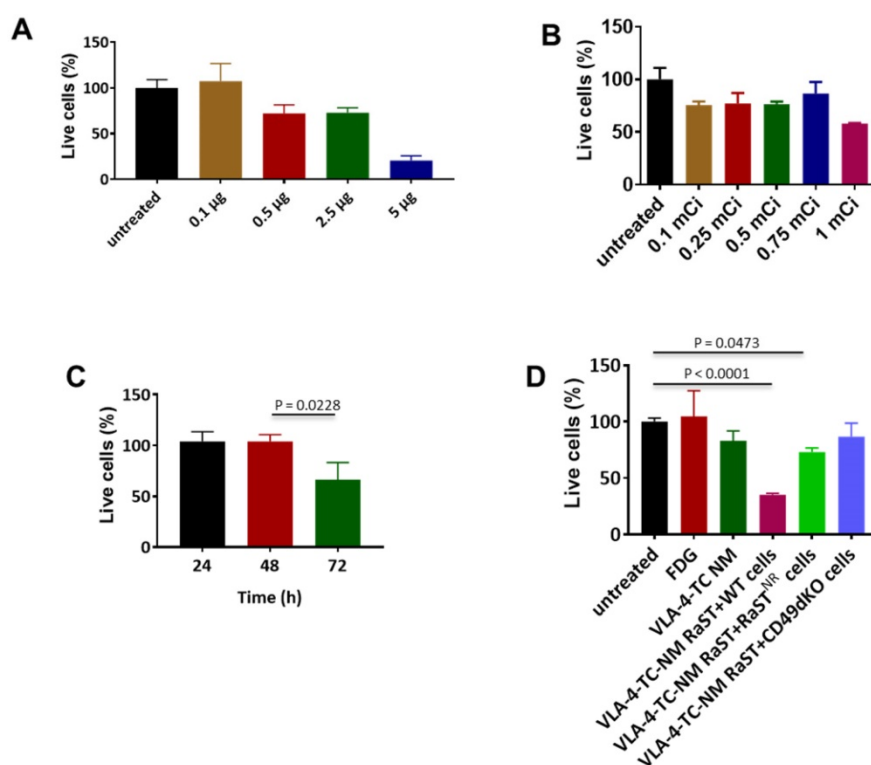 A
Live cells (%)
150
100
50
0
untreated
0.1 µg
0.5 µg
2.5 µg
5 µg
B
Live cells (%)
150
100
50
0
untreated
0.1 mCi
0.25 mCi
0.5 mCi
0.75 mCi
1 mCi
C
Live cells (%)
150
100
50
0
P = 0.0228
24
48
72
Time (h)
D
P = 0.0473
P < 0.0001
Live cells (%)
150
100
50
0
untreated
FDG
VLA-4-TC NM
VLA-4-TC-NM RaST+WT cells
VLA-4-TC-NM RaST+RaST^NR cells
VLA-4-TC-NM RaST+CD49dKO cells